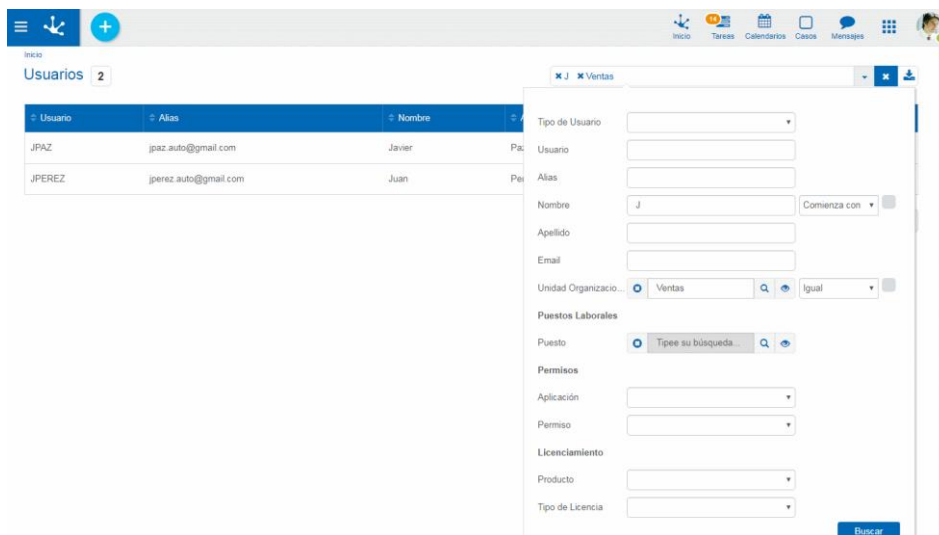 14
Inicio Tareas Calendarios Casos Mensajes
Inicio
Usuarios 2
J Ventas
Usuario Alias Nombre
JPAZ jpaz.auto@gmail.com Javier
JPEREZ jperez.auto@gmail.com Juan
Tipo de Usuario
Usuario
Alias
Nombre J Comienza con
Apellido
Email
Unidad Organizacio... Ventas Igual
Puestos Laborales
Puesto Tipee su búsqueda...
Permisos
Aplicación
Permiso
Licenciamiento
Producto
Tipo de Licencia
Buscar